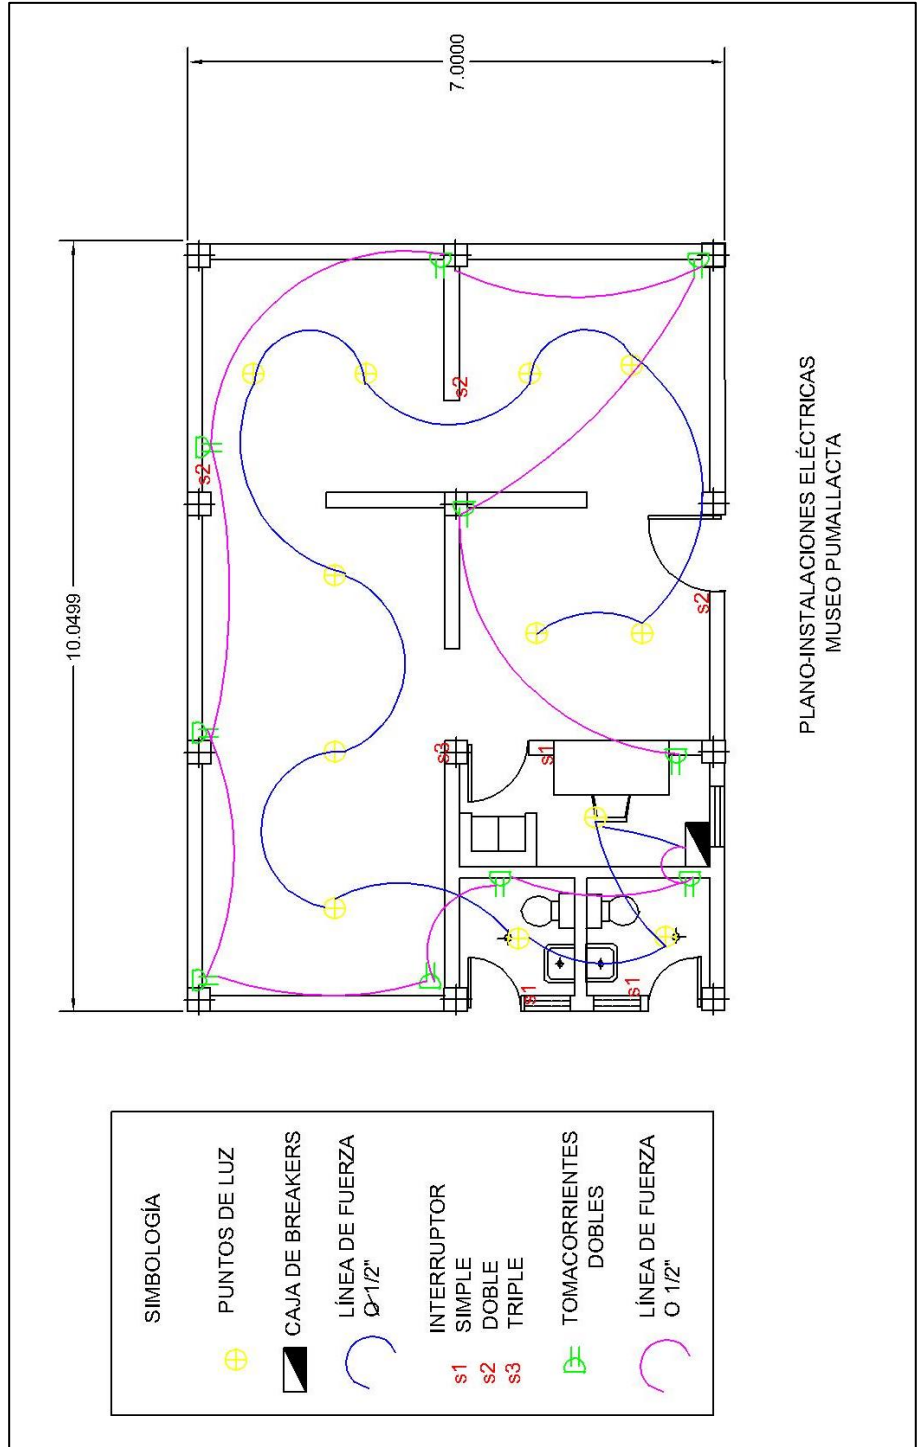 10.0499
7.0000
s2
s2
s2
s3
s1
s1
s1
PLANO-INSTALACIONES ELÉCTRICAS
MUSEO PUMALLACTA
SIMBOLOGÍA
PUNTOS DE LUZ
CAJA DE BREAKERS
LÍNEA DE FUERZA
O 1/2"
INTERRUPTOR
s1 SIMPLE
s2 DOBLE
s3 TRIPLE
TOMACORRIENTES
DOBLES
LÍNEA DE FUERZA
O 1/2"